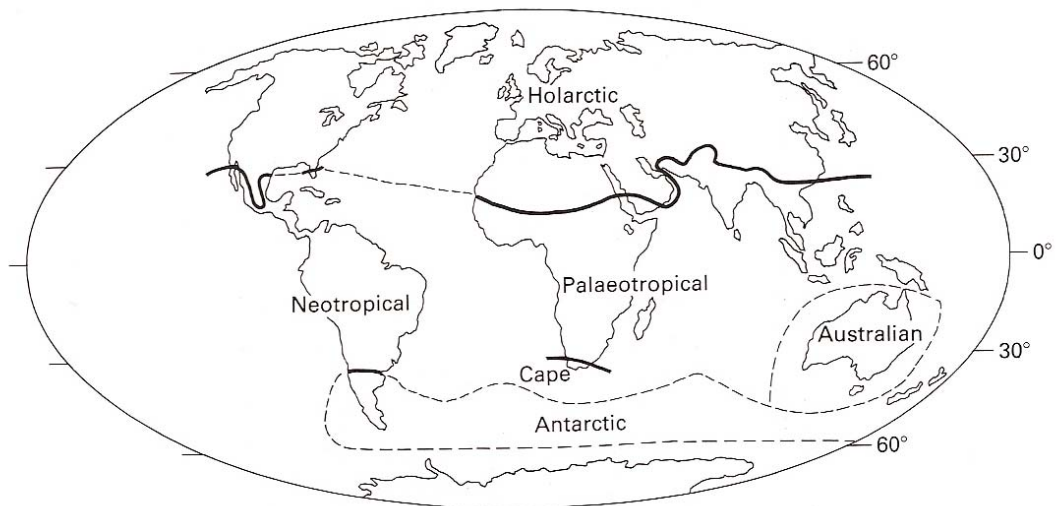 60°
Holarctic
30°
0°
Palaeotropical
Neotropical
Australian
30°
Cape
Antarctic
60°